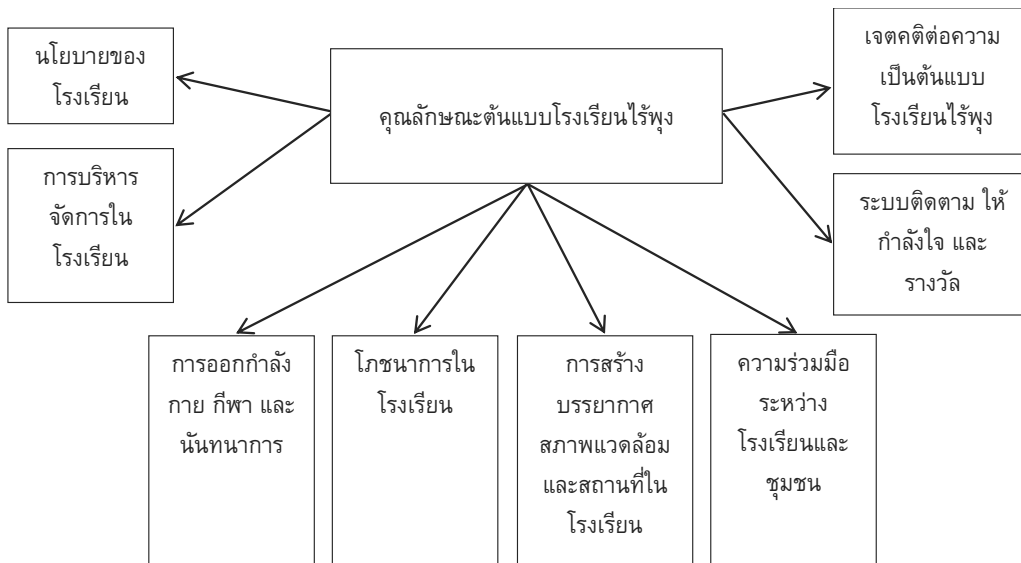 นโยบายของ
โรงเรียน
คุณลักษณะต้นแบบโรงเรียนไร้พุง
เจตคติต่อความ
เป็นต้นแบบ
โรงเรียนไร้พุง
การบริหาร
จัดการใน
โรงเรียน
ระบบติดตาม ให้
กำลังใจ และ
รางวัล
การออกกำลัง
กาย กีฬา และ
นันทนาการ
โภชนาการใน
โรงเรียน
การสร้าง
บรรยากาศ
สภาพแวดล้อม
และสถานที่ใน
โรงเรียน
ความร่วมมือ
ระหว่าง
โรงเรียนและ
ชุมชน